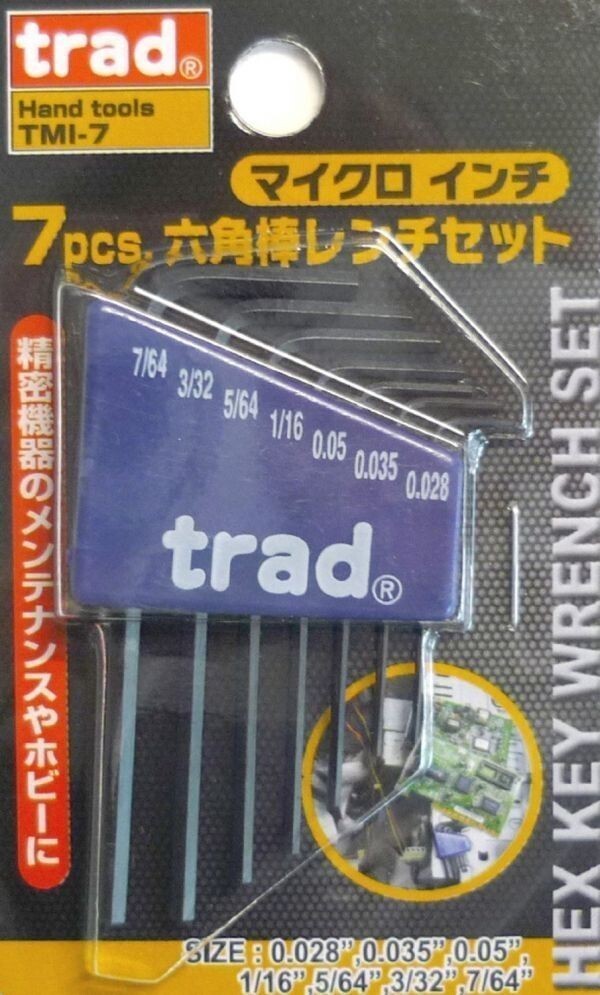 trad®
Hand tools
TMI-7
マイクロ インチ
7pcs. 六角棒レンチセット
精密機器のメンテナンスやホビーに
7/64 3/32 5/64 1/16 0.05 0.035 0.028
trad®
HEX KEY WRENCH SET
SIZE : 0.028”,0.035”,0.05”,
1/16”,5/64”,3/32”,7/64”